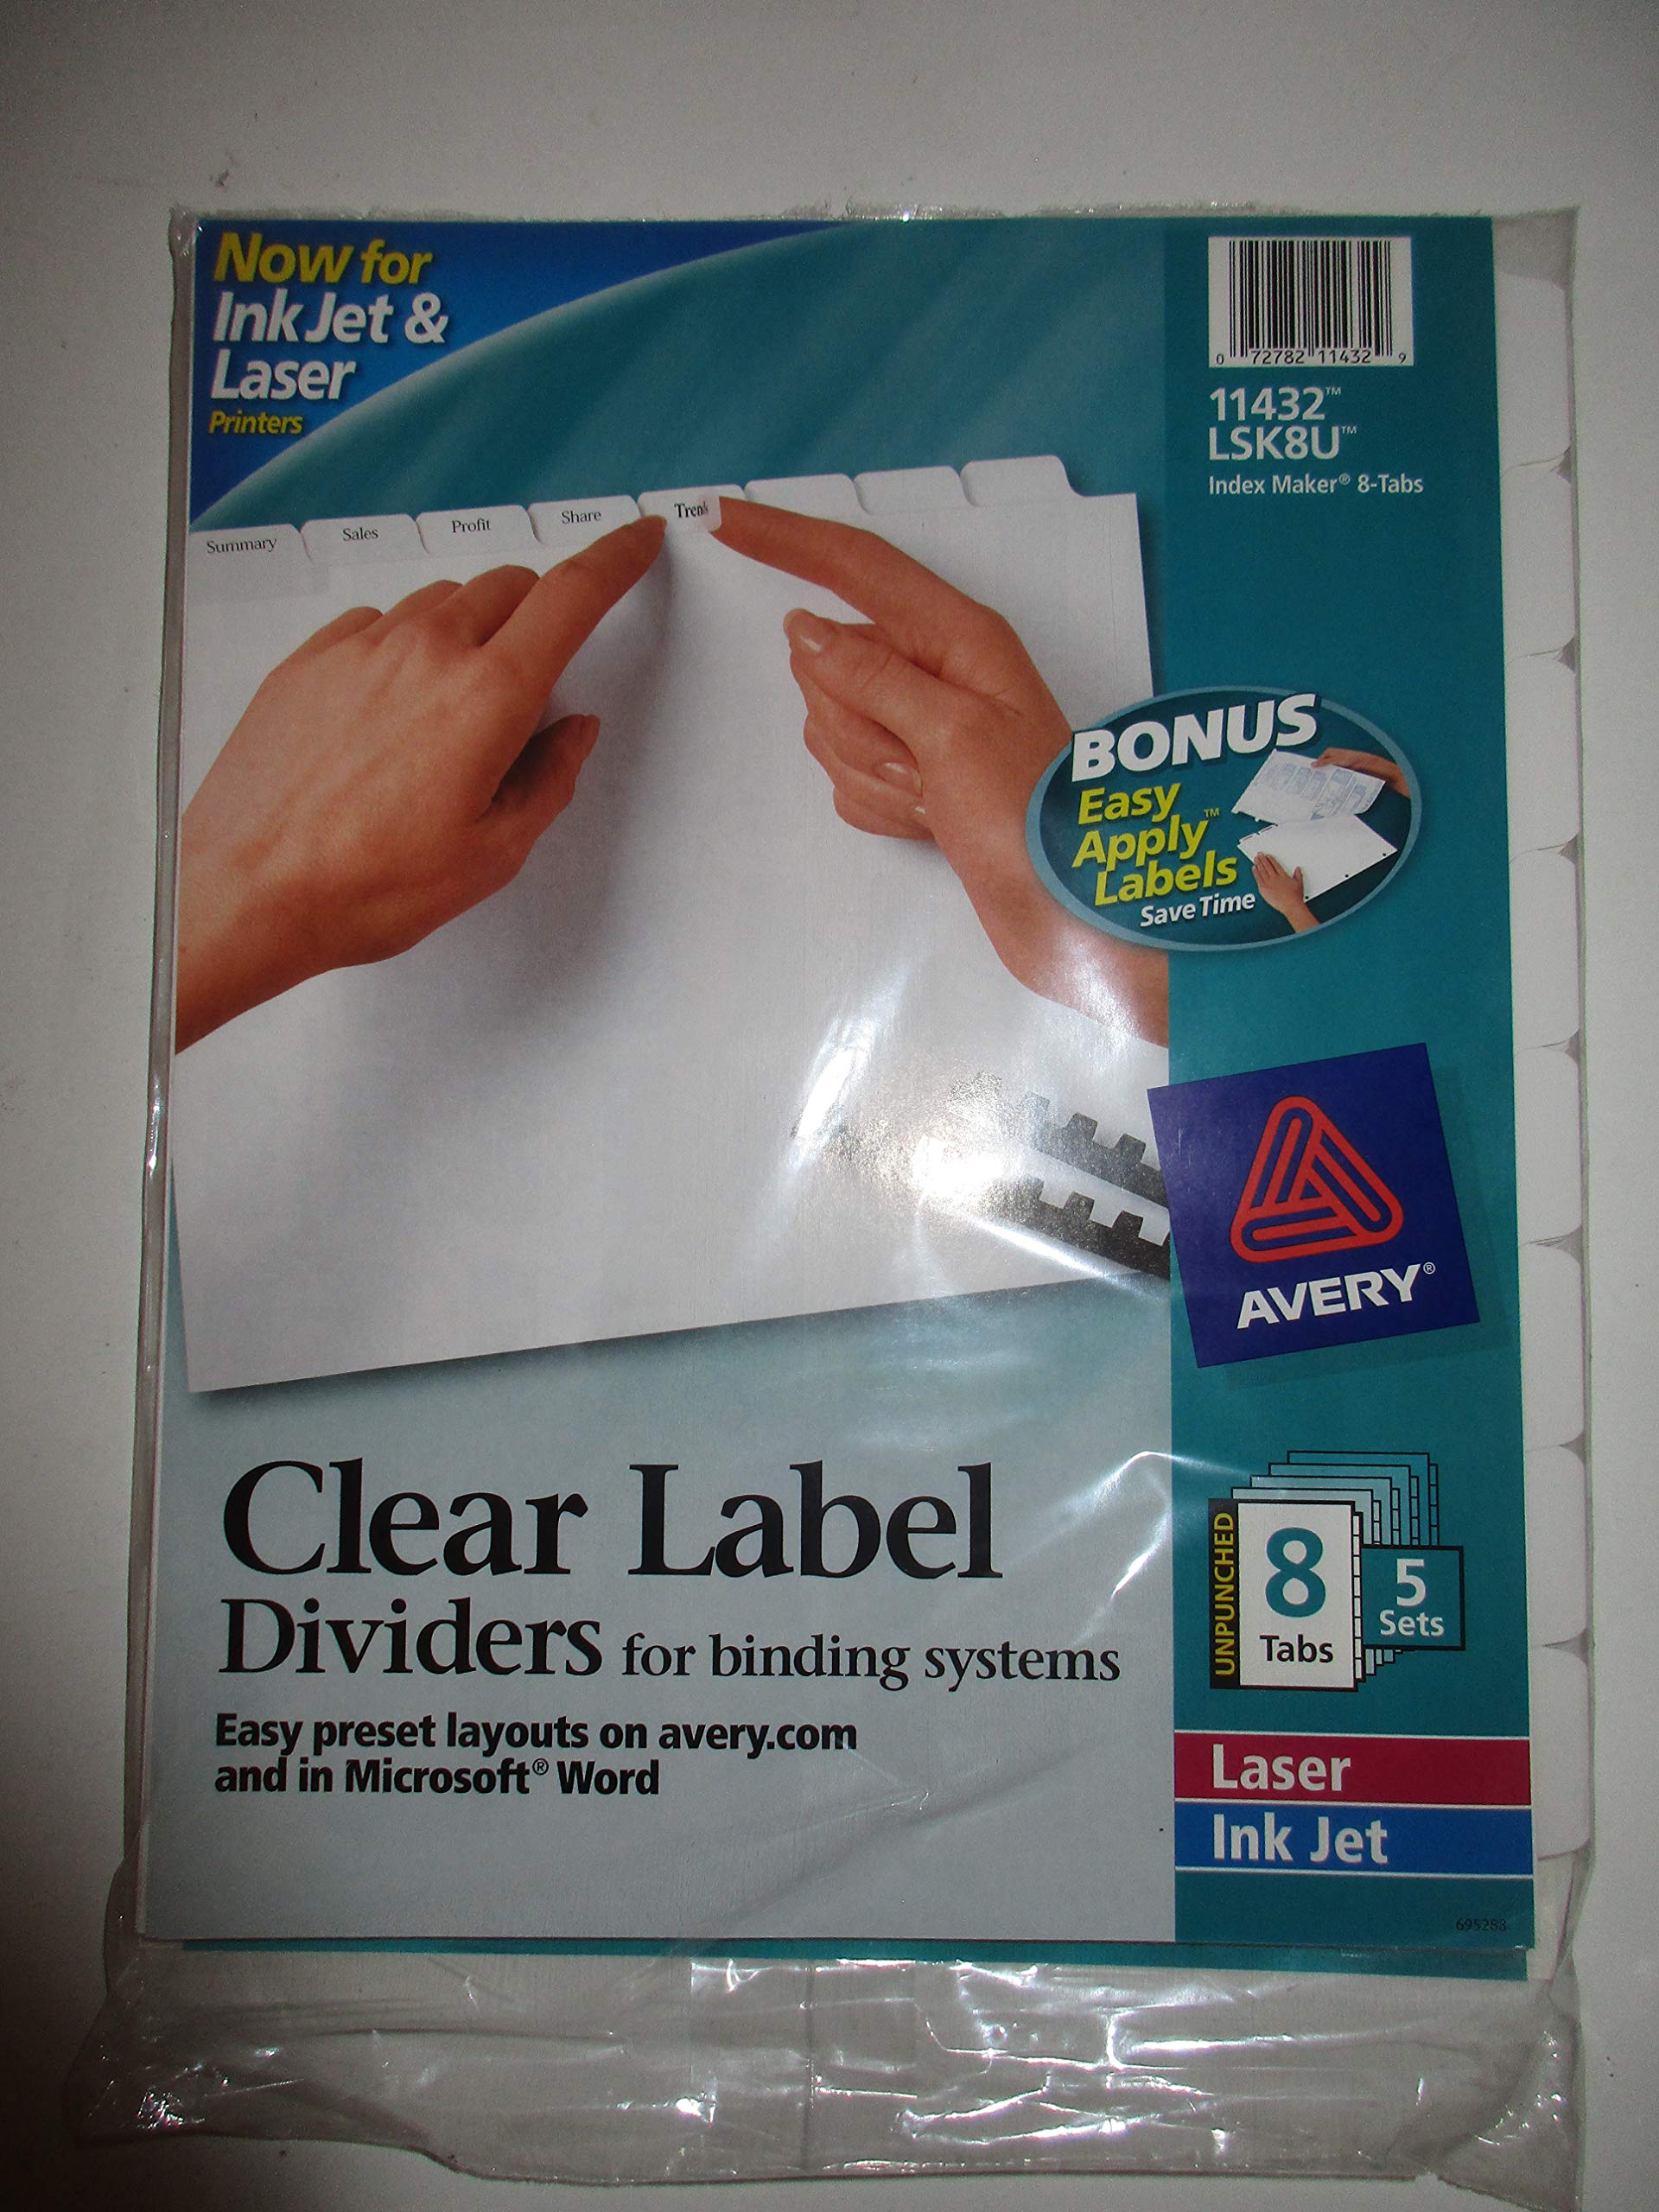 Now for
Ink Jet &
Laser
Printers
0 72782 11432 9
11432™
LSK8U™
Index Maker® 8-Tabs
Summary
Sales
Profit
Share
BONUS
Easy
Apply™
Labels
Save Time
AVERY®
Clear Label
Dividers for binding systems
Easy preset layouts on avery.com
and in Microsoft® Word
UNPUNCHED
8
Tabs
5
Sets
Laser
Ink Jet
695288